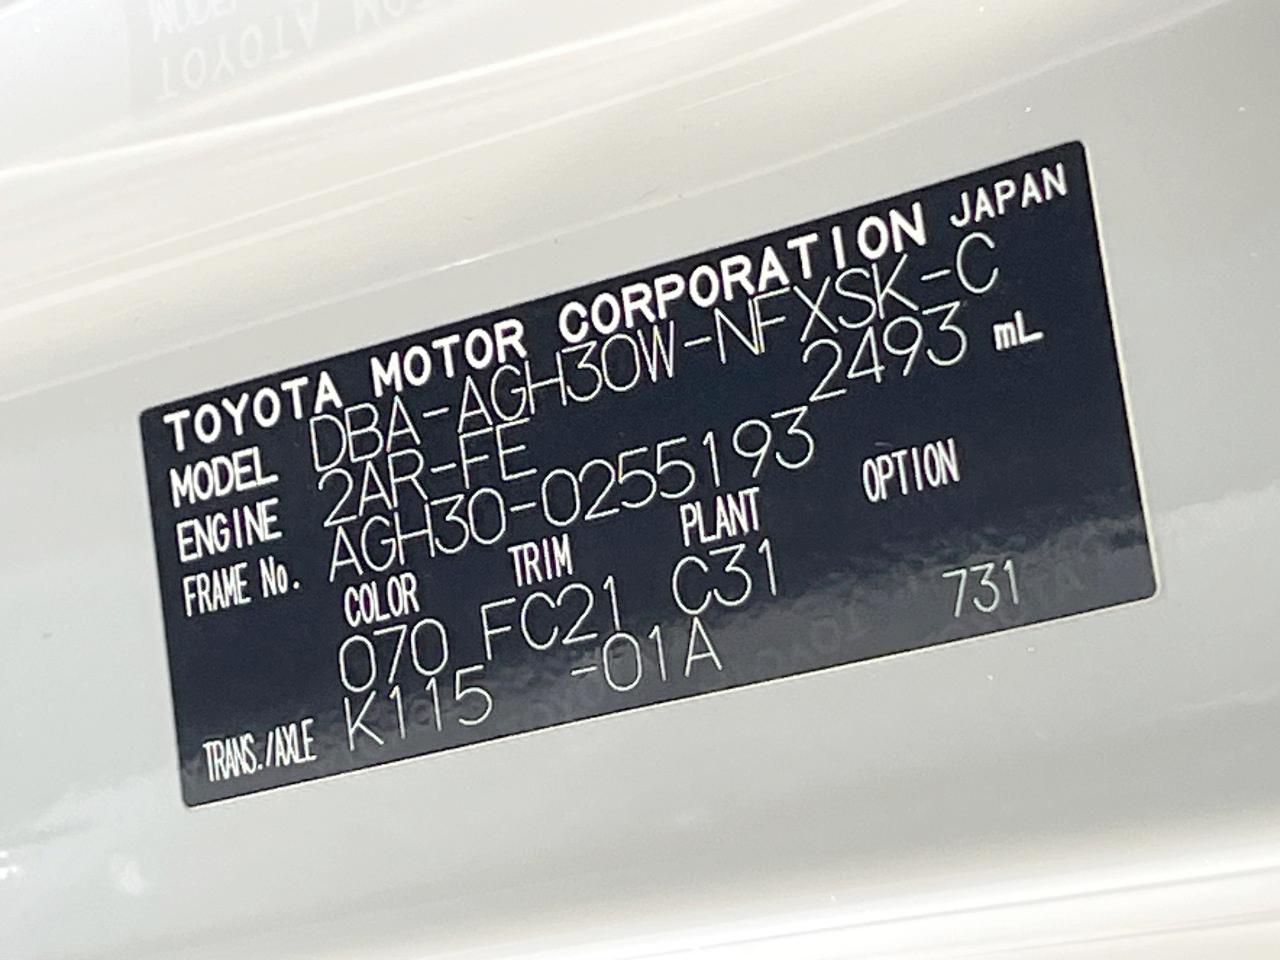 TOYOTA MOTOR CORPORATION JAPAN
MODEL DBA-AGH30W-NFXSK-C
ENGINE 2AR-FE 2493 mL
FRAME No. AGH30-0255193
COLOR TRIM PLANT OPTION
070 FC21 C31
TRANS./AXLE K115 -01A 731